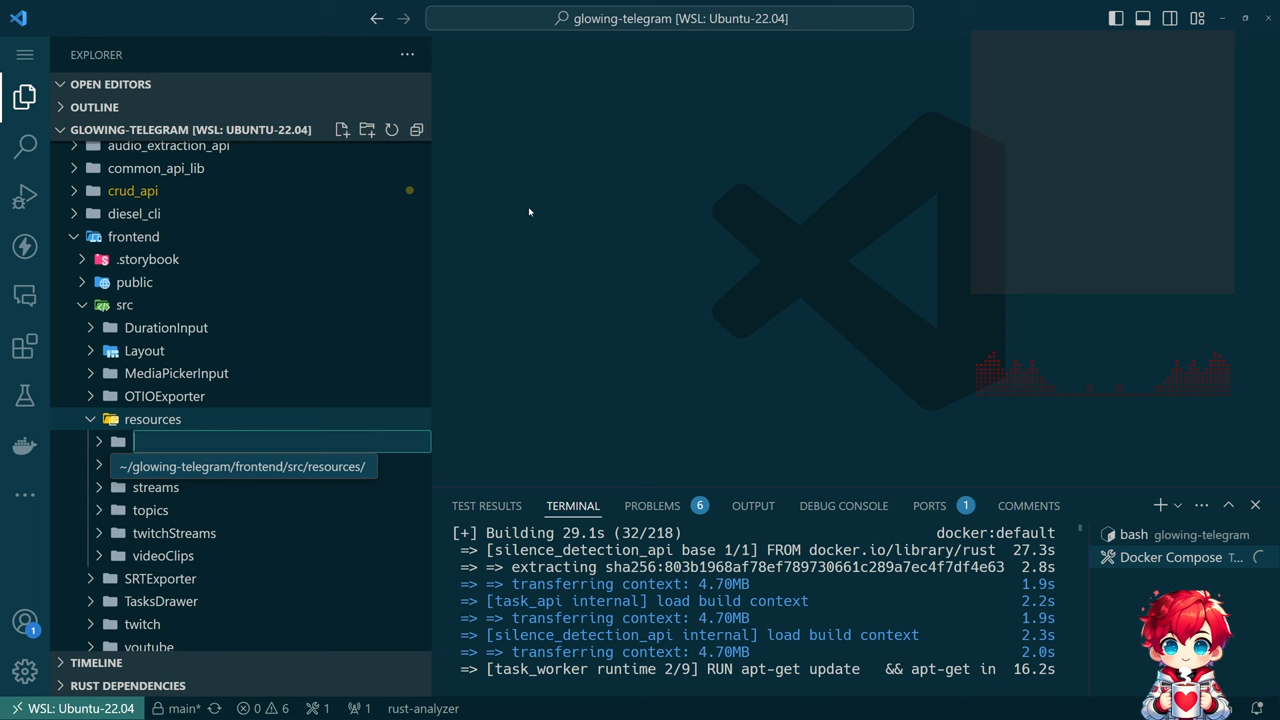 glowing-telegram [WSL: Ubuntu-22.04]
EXPLORER
OPEN EDITORS
OUTLINE
GLOWING-TELEGRAM [WSL: UBUNTU-22.04]
audio_extraction_api
common_api_lib
crud_api
diesel_cli
frontend
.storybook
public
src
DurationInput
Layout
MediaPickerInput
OTIOExporter
resources
~/glowing-telegram/frontend/src/resources/
streams
topics
twitchStreams
videoClips
SRTExporter
TasksDrawer
twitch
youtube
TIMELINE
RUST DEPENDENCIES
TEST RESULTS
TERMINAL
PROBLEMS 6
OUTPUT
DEBUG CONSOLE
PORTS 1
COMMENTS
[+] Building 29.1s (32/218) docker:default
=> [silence_detection_api base 1/1] FROM docker.io/library/rust 27.3s
=> => extracting sha256:803b1968af78ef789730661c289a7ec4f7df4e63 2.8s
=> => transferring context: 4.70MB 1.9s
=> [task_api internal] load build context 2.2s
=> => transferring context: 4.70MB 1.9s
=> [silence_detection_api internal] load build context 2.3s
=> => transferring context: 4.70MB 2.0s
=> [task_worker runtime 2/9] RUN apt-get update && apt-get in 16.2s
bash glowing-telegram
Docker Compose T...
1
WSL: Ubuntu-22.04
main*
0
6
1
1
rust-analyzer